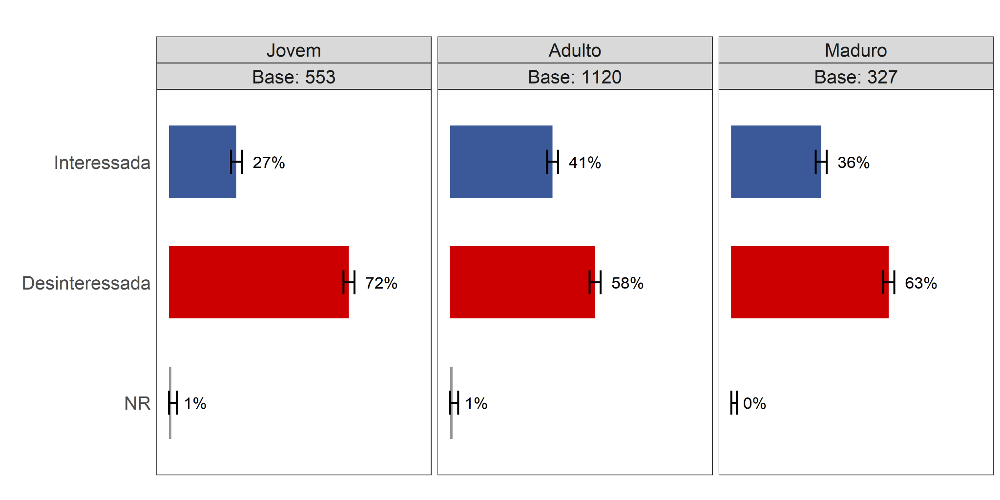 Jovem
Base: 553
Adulto
Base: 1120
Maduro
Base: 327
Interessada
27%
41%
36%
Desinteressada
72%
58%
63%
NR
1%
1%
0%